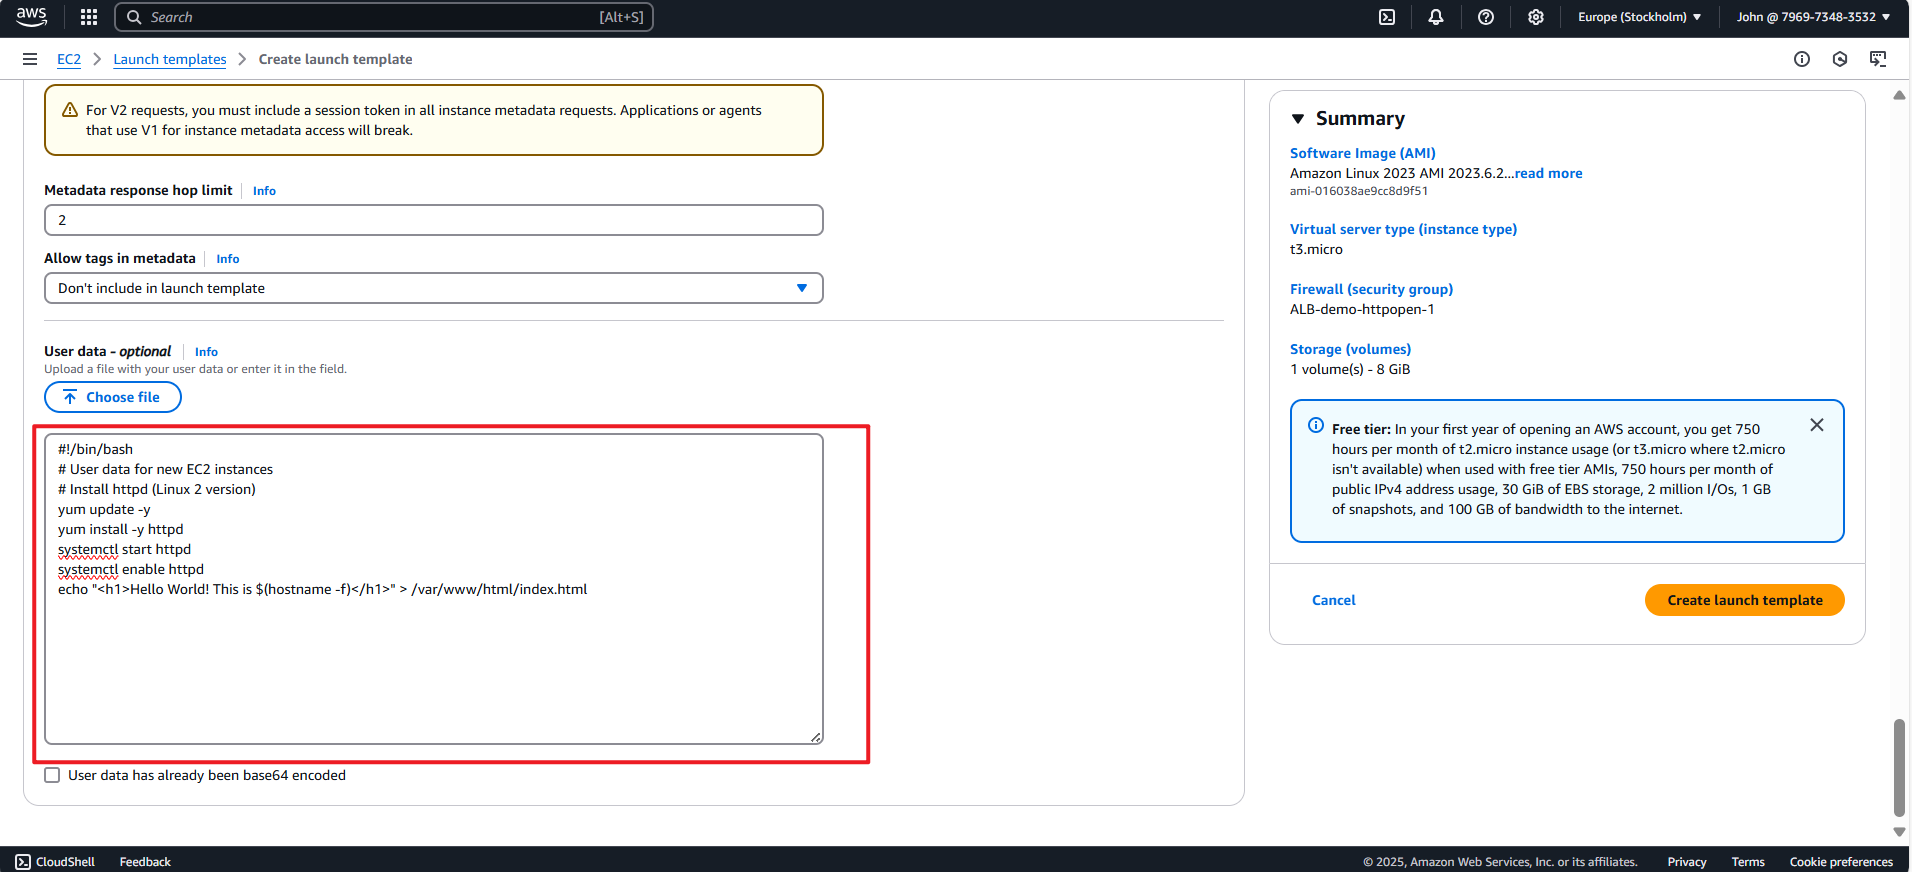 aws
Search
[Alt+S]
Europe (Stockholm)
John @ 7969-7348-3532
EC2
Launch templates
Create launch template
For V2 requests, you must include a session token in all instance metadata requests. Applications or agents
that use V1 for instance metadata access will break.
Metadata response hop limit
Info
2
Allow tags in metadata
Info
Don't include in launch template
User data - optional
Info
Upload a file with your user data or enter it in the field.
Choose file
#!/bin/bash
# User data for new EC2 instances
# Install httpd (Linux 2 version)
yum update -y
yum install -y httpd
systemctl start httpd
systemctl enable httpd
echo "<h1>Hello World! This is $(hostname -f)</h1>" > /var/www/html/index.html
User data has already been base64 encoded
Summary
Software Image (AMI)
Amazon Linux 2023 AMI 2023.6.2...read more
ami-016038ae9cc8d9f51
Virtual server type (instance type)
t3.micro
Firewall (security group)
ALB-demo-httpopen-1
Storage (volumes)
1 volume(s) - 8 GiB
Free tier: In your first year of opening an AWS account, you get 750
hours per month of t2.micro instance usage (or t3.micro where t2.micro
isn't available) when used with free tier AMIs, 750 hours per month of
public IPv4 address usage, 30 GiB of EBS storage, 2 million I/Os, 1 GB
of snapshots, and 100 GB of bandwidth to the internet.
Cancel
Create launch template
CloudShell
Feedback
© 2025, Amazon Web Services, Inc. or its affiliates.
Privacy
Terms
Cookie preferences